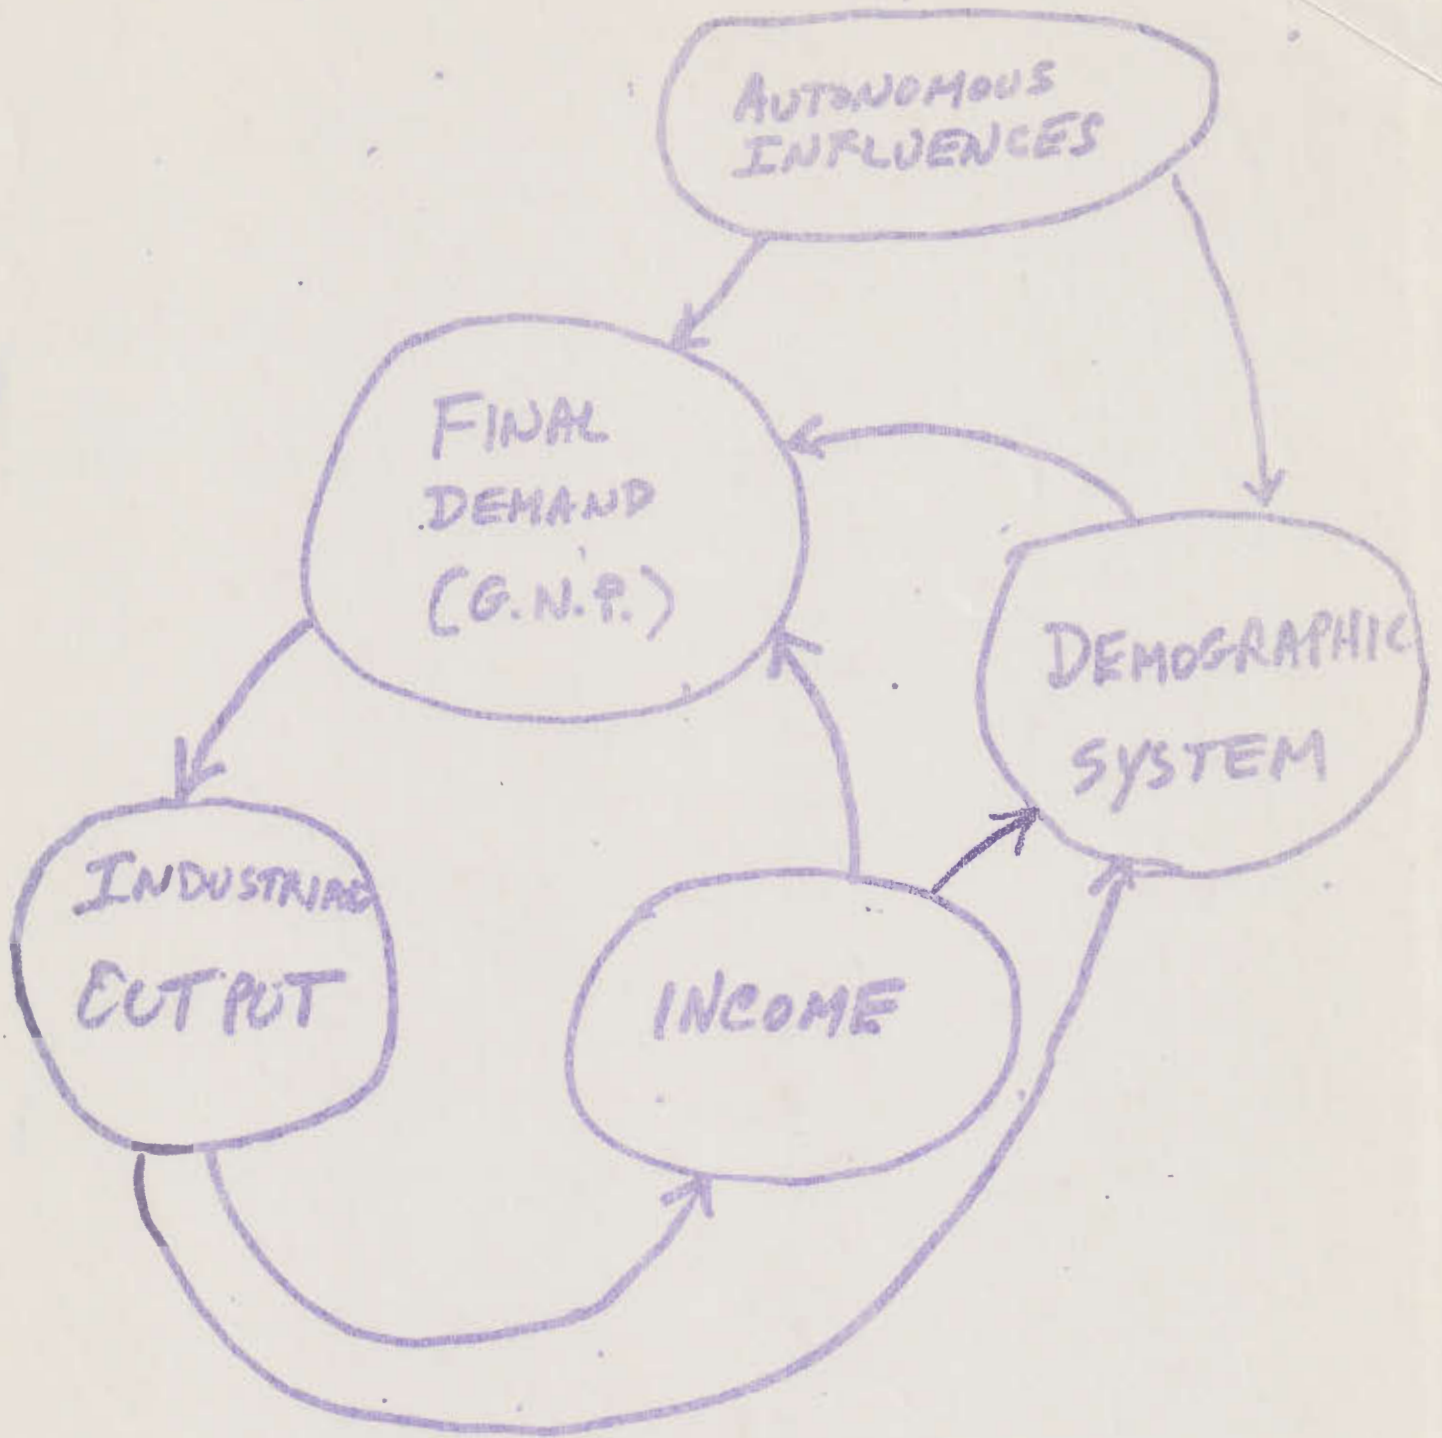 AUTONOMOUS
INFLUENCES
FINAL
DEMAND
(G.N.P.)
DEMOGRAPHIC
SYSTEM
INDUSTRIAL
OUTPUT
INCOME